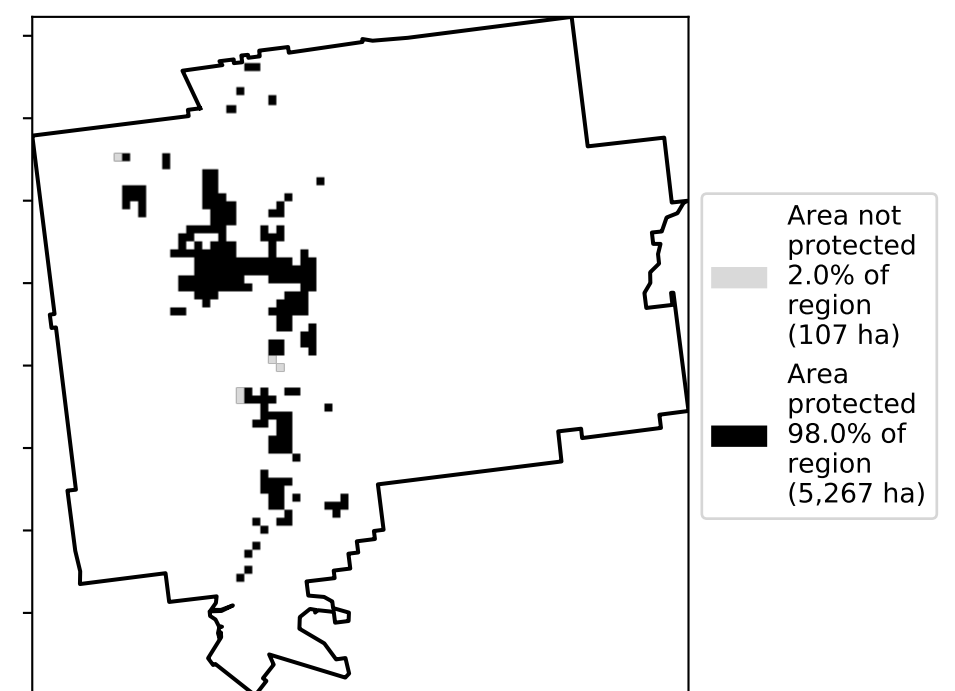 Area not
protected
2.0% of
region
(107 ha)
Area
protected
98.0% of
region
(5,267 ha)